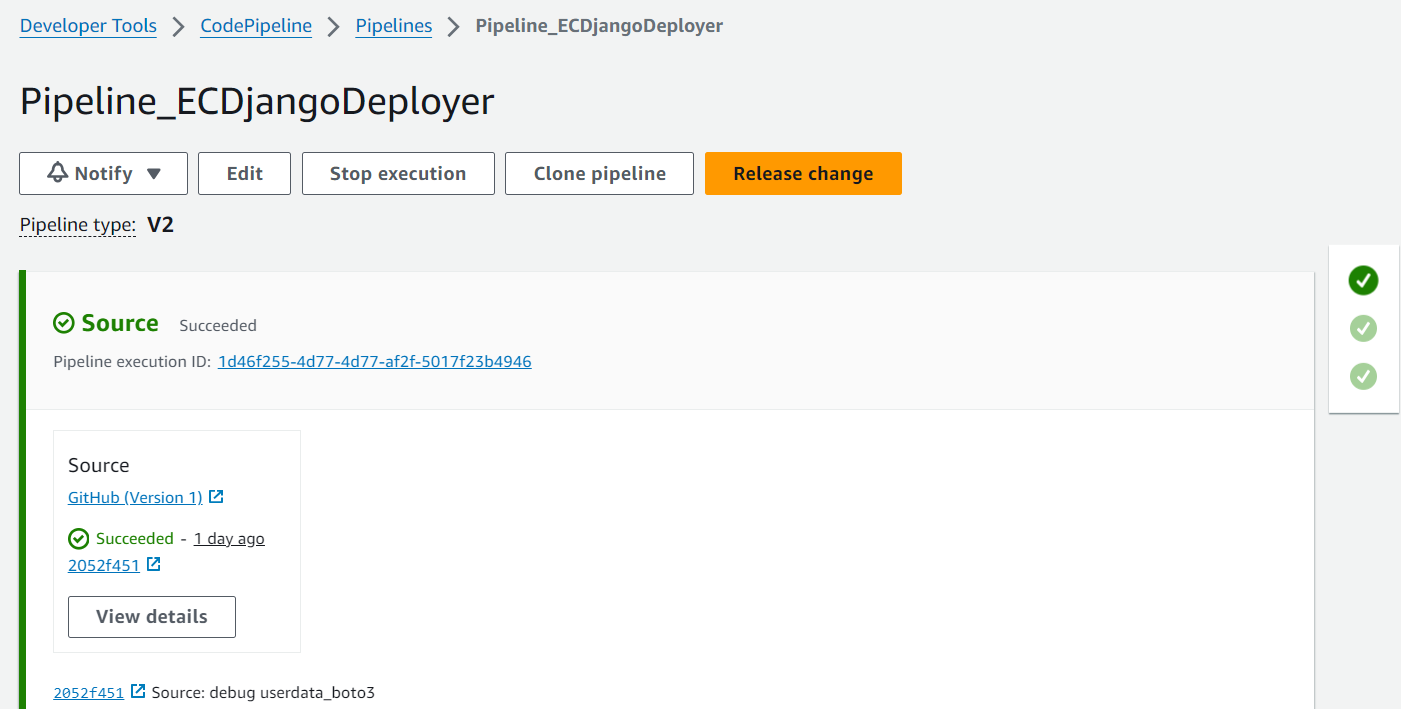 Developer Tools > CodePipeline > Pipelines > Pipeline_ECDjangoDeployer
Pipeline_ECDjangoDeployer
Notify Edit Stop execution Clone pipeline Release change
Pipeline type: V2
Source Succeeded
Pipeline execution ID: 1d46f255-4d77-4d77-af2f-5017f23b4946
Source
GitHub (Version 1)
Succeeded - 1 day ago
2052f451
View details
2052f451 Source: debug userdata_boto3